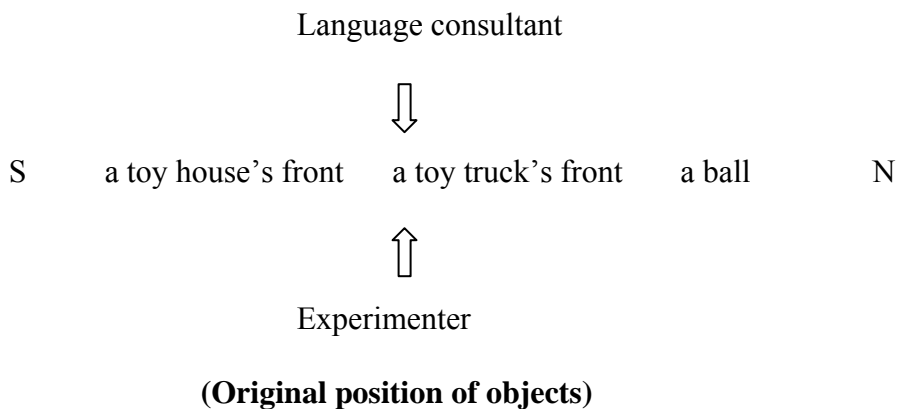 Language consultant
S a toy house’s front a toy truck’s front a ball N
Experimenter
(Original position of objects)